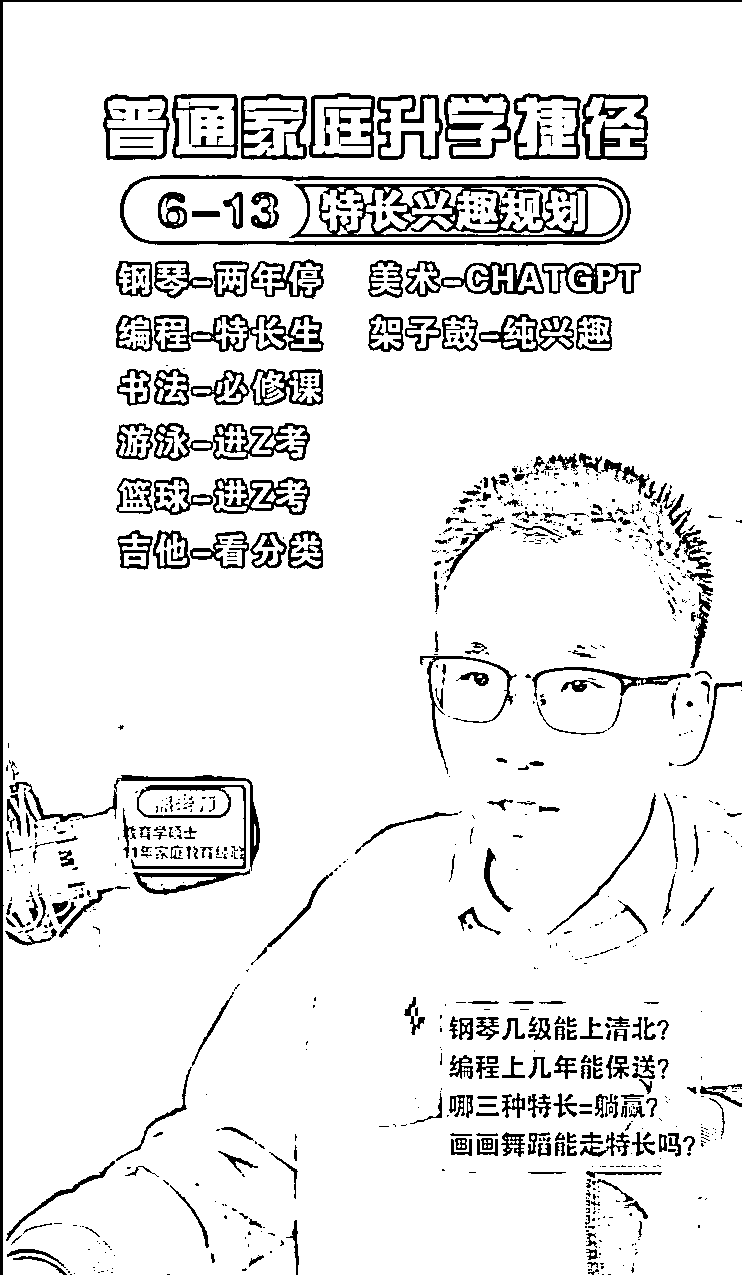 普通家庭升学捷径
6-13 特长兴趣规划
钢琴-两年停
美术-CHATGPT
编程-特长生
架子鼓-纯兴趣
书法-必修课
游泳-进Z考
篮球-进Z考
吉他-看分类
教育学硕士
11年家庭教育经验
钢琴几级能上清北?
编程上几年能保送?
哪三种特长=躺赢?
画画舞蹈能走特长吗?